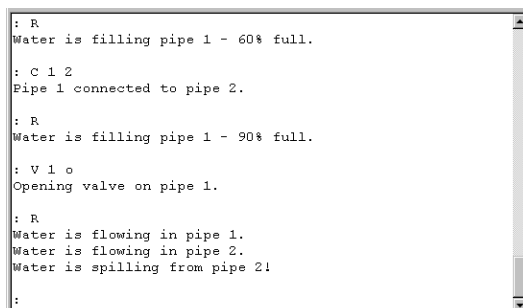 : R
Water is filling pipe 1 - 60% full.
: C 1 2
Pipe 1 connected to pipe 2.
: R
Water is filling pipe 1 - 90% full.
: V 1 o
Opening valve on pipe 1.
: R
Water is flowing in pipe 1.
Water is flowing in pipe 2.
Water is spilling from pipe 2!
: